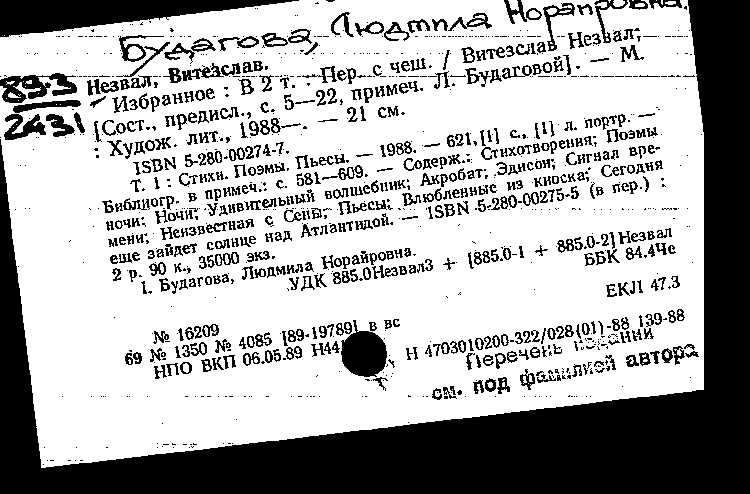 Будагова, Людмила Норайровна
89-3
2431
Незвал, Витезслав.
Избранное : В 2 т. : Пер. с чеш. / Витезслав Незвал;
[Сост., предисл., с. 5—22, примеч. Л. Будаговой]. — М.
: Худож. лит., 1988—. — 21 см.
ISBN 5-280-00274-7.
Т. 1 : Стихи. Поэмы. Пьесы. — 1988. — 621, [1] с., [1] л. портр. —
Библиогр. в примеч.: с. 581—609. — Содерж.: Стихотворения; Поэмы
ночи; Ночи; Удивительный волшебник; Акробат; Эдисон; Сигнал вре-
мени; Неизвестная с Сены; Пьесы; Влюбленные из киоска; Сегодня
еще зайдет солнце над Атлантидой. — ISBN 5-280-00275-5 (в пер.) :
2 р. 90 к., 35000 экз.
I. Будагова, Людмила Норайровна.
УДК 885.0Незвал3 + [885.0-1 + 885.0-2]Незвал
ББК 84.4Че
ЕКЛ 47.3
№ 16209
69 № 1350 № 4085 [89-19789] в вс
НПО ВКП 06.05.89 Н44
Н 4703010200-322/028(01)-88 139-88
Перечень изданий
см. под фамилией автора